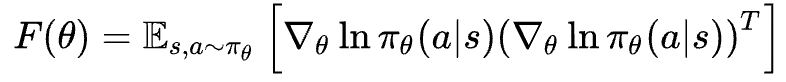 F(θ) = 𝔼_{s,a∼π_θ} [∇_θ ln π_θ(a|s)(∇_θ ln π_θ(a|s))^T]